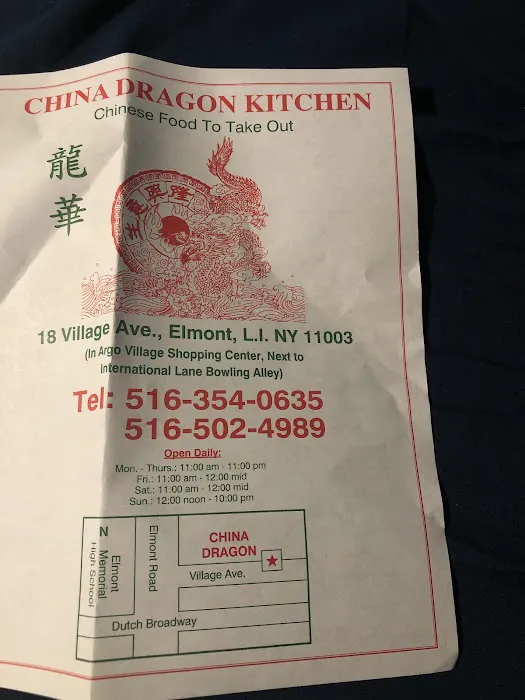 CHINA DRAGON KITCHEN
Chinese Food To Take Out
龍
華
18 Village Ave., Elmont, L.I. NY 11003
(In Argo Village Shopping Center, Next to
International Lane Bowling Alley)
Tel: 516-354-0635
516-502-4989
Open Daily:
Mon. - Thurs.: 11:00 am - 11:00 pm
Fri.: 11:00 am - 12:00 mid
Sat.: 11:00 am - 12:00 mid
Sun.: 12:00 noon - 10:00 pm
N
Elmont
Memorial
High School
Elmont Road
CHINA
DRAGON
Village Ave.
Dutch Broadway